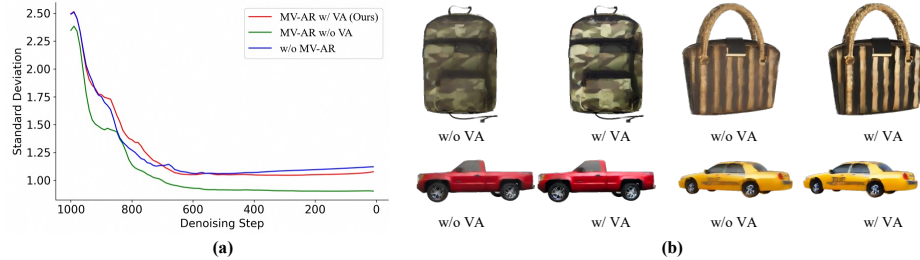 2.50
2.25
2.00
1.75
1.50
1.25
1.00
Standard Deviation
1000
800
600
400
200
0
Denoising Step
MV-AR w/ VA (Ours)
MV-AR w/o VA
w/o MV-AR
(a)
w/o VA
w/ VA
w/o VA
w/ VA
w/o VA
w/ VA
w/o VA
w/ VA
(b)